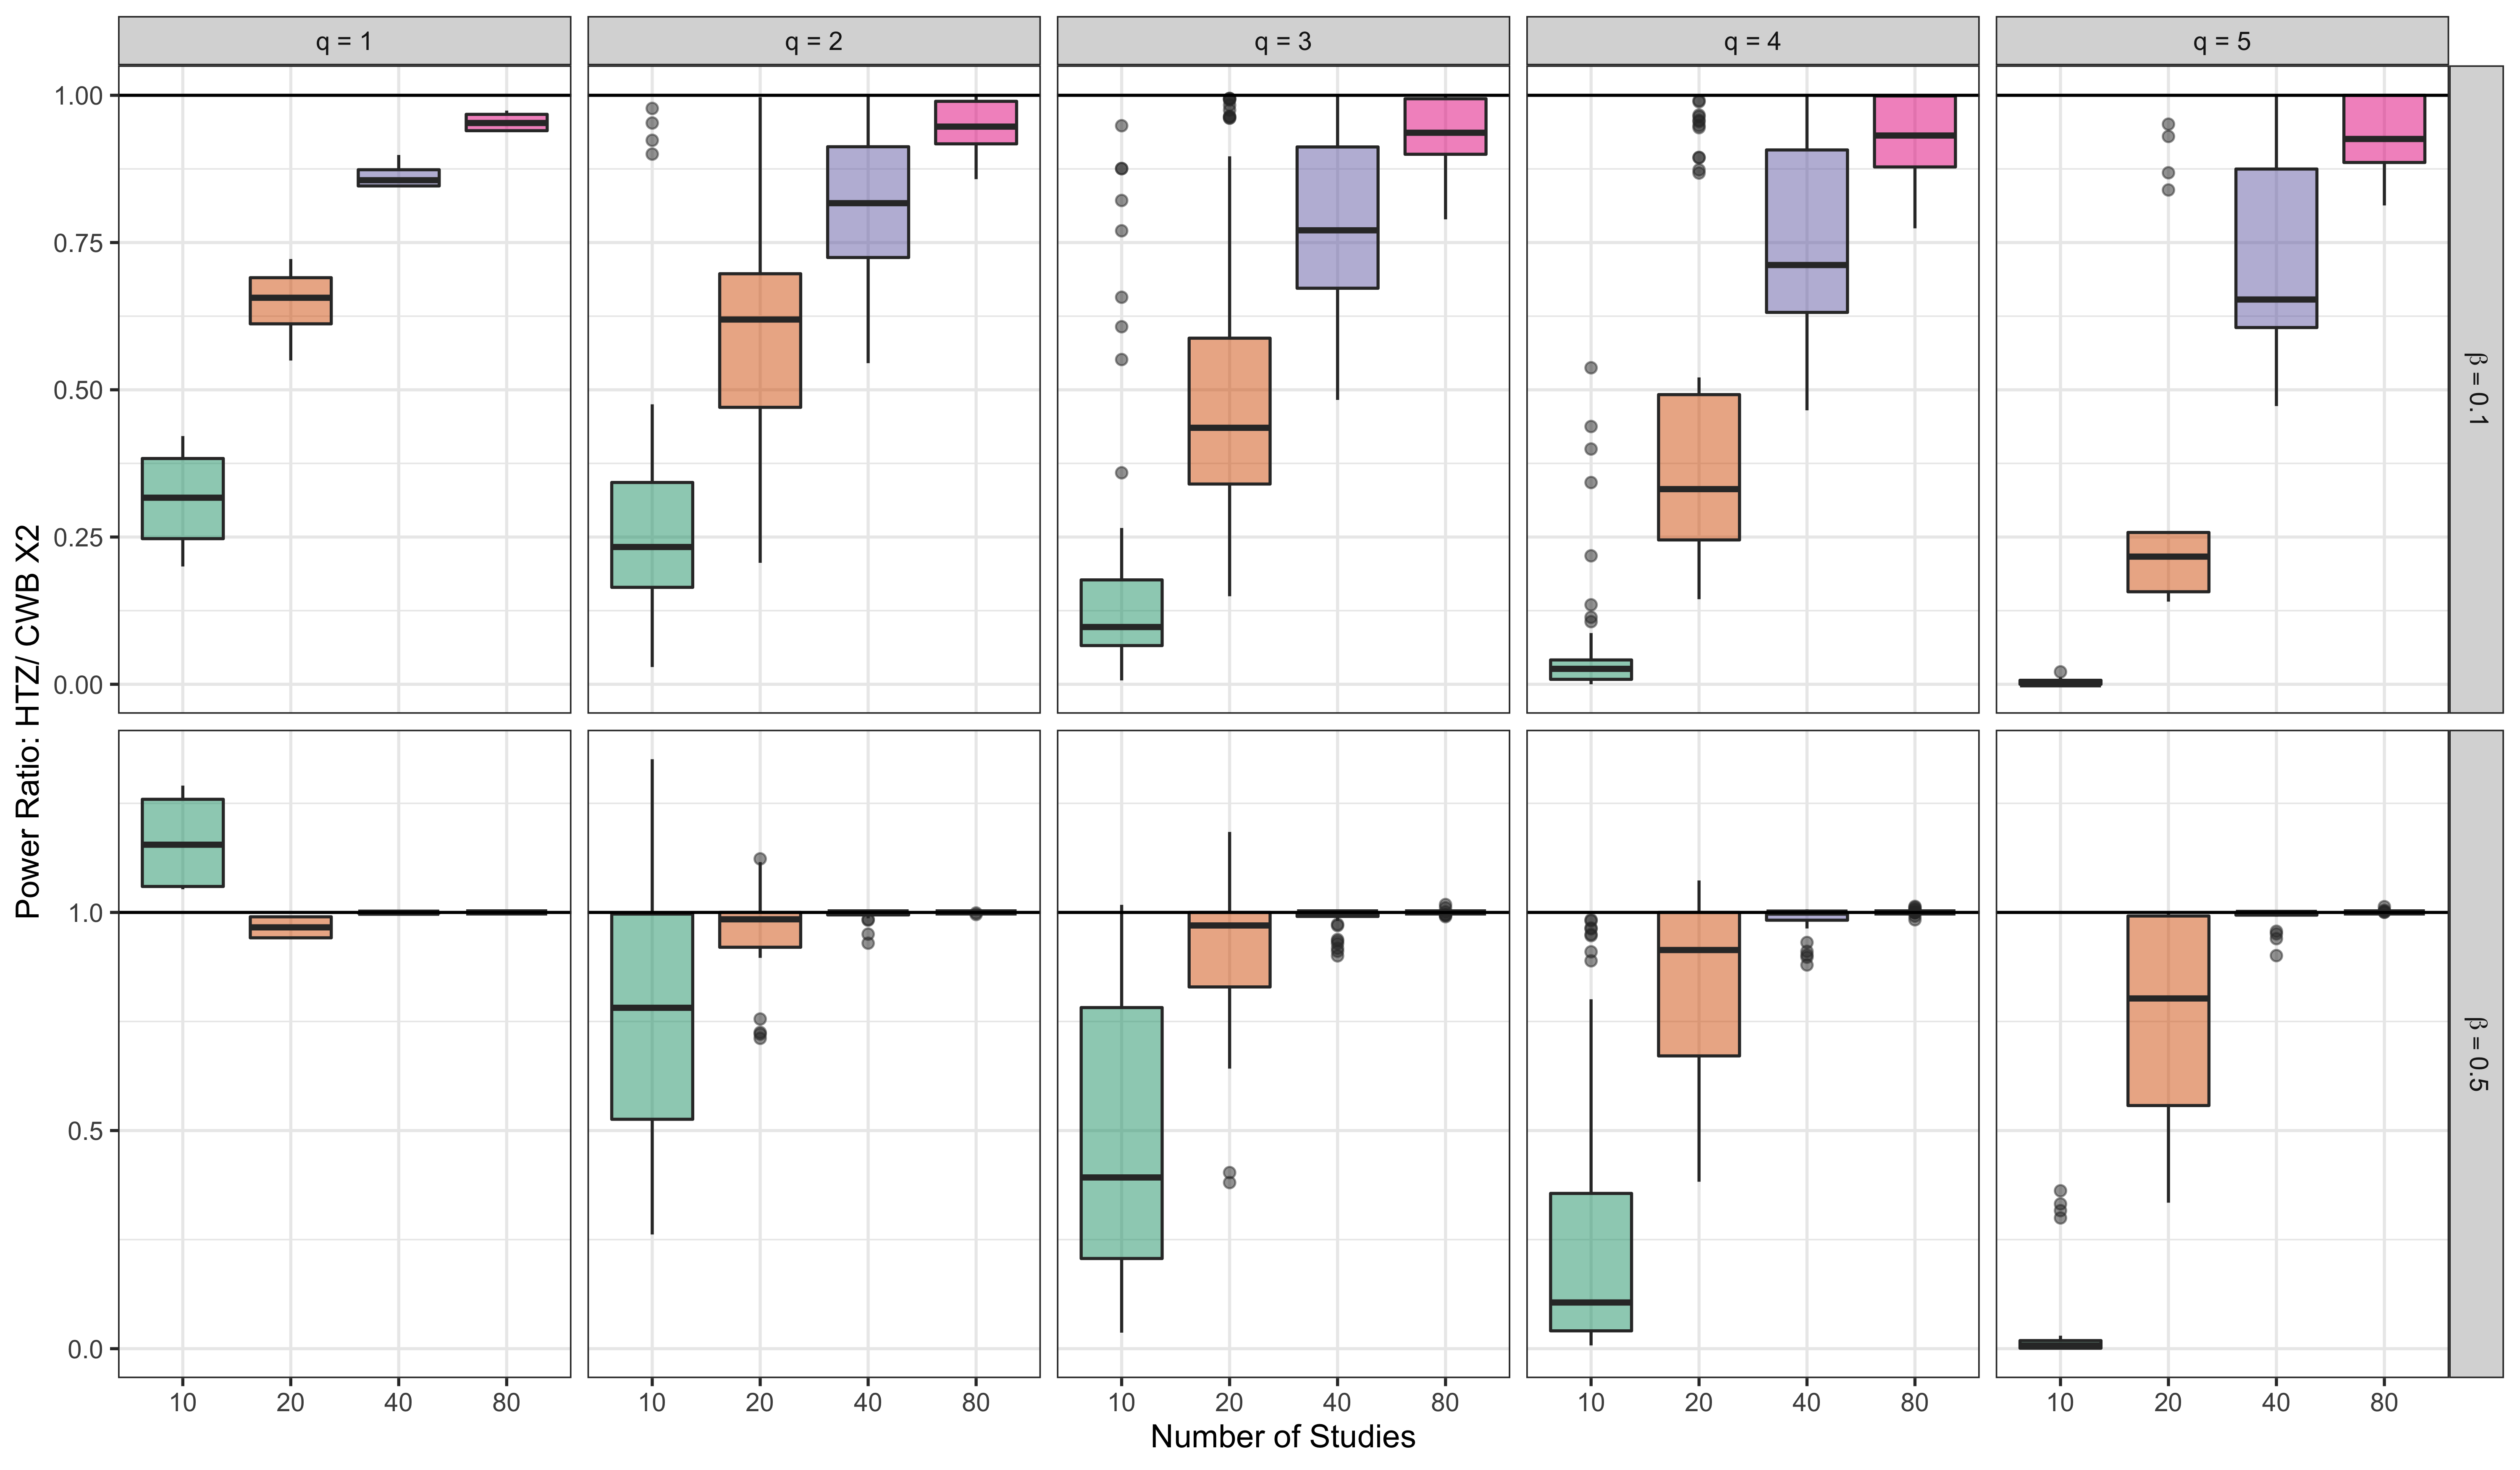 q = 1
q = 2
q = 3
q = 4
q = 5
1.00
0.75
0.50
0.25
0.00
β = 0.1
Power Ratio: HTZ/ CWB X2
1.0
0.5
0.0
β = 0.5
10 20 40 80
10 20 40 80
10 20 40 80
10 20 40 80
10 20 40 80
Number of Studies